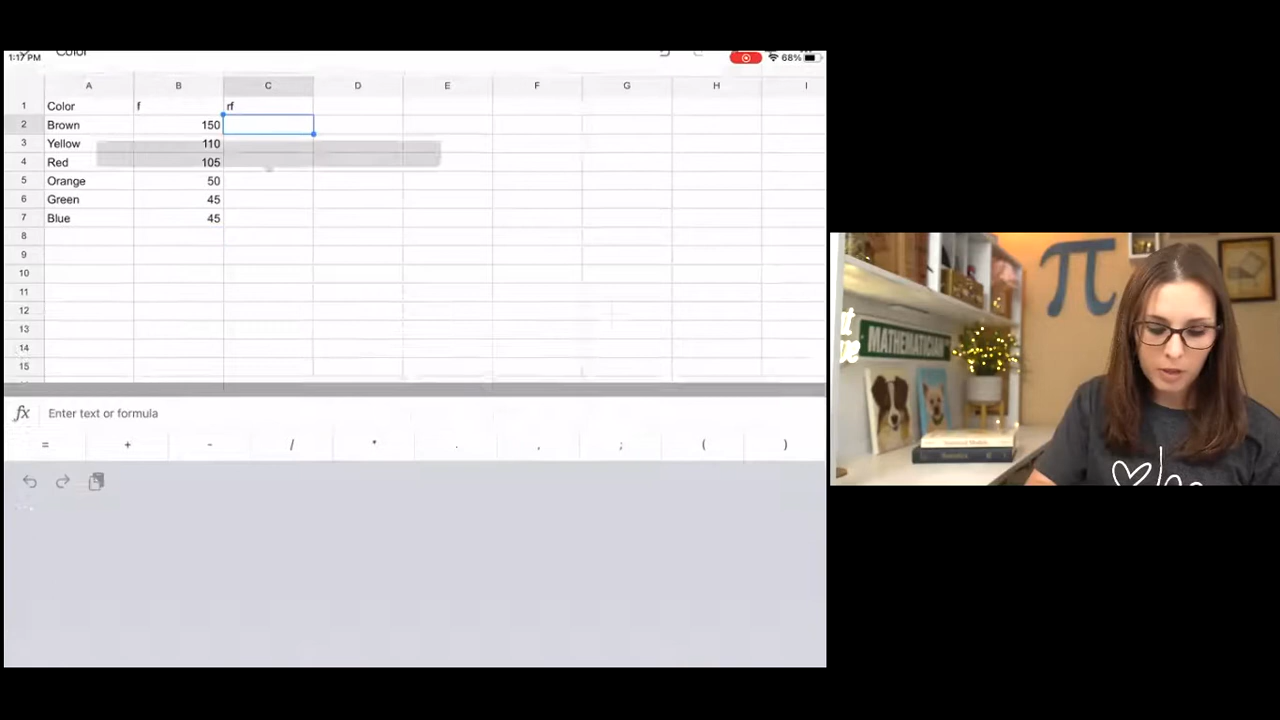 Color
1:17 PM 68%
A B C D E F G H I
1 Color f rf
2 Brown 150
3 Yellow 110
4 Red 105
5 Orange 50
6 Green 45
7 Blue 45
8
9
10
11
12
13
14
15
fx Enter text or formula
= + - / * . , ; ( )
MATHEMATICIAN